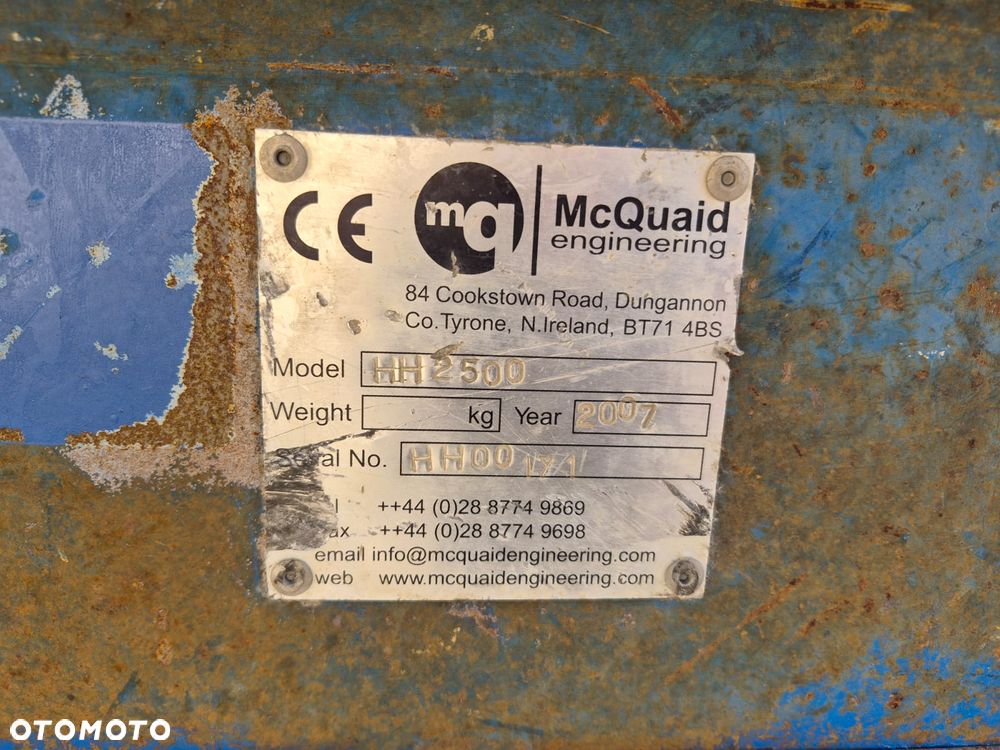 CE mq McQuaid
engineering
84 Cookstown Road, Dungannon
Co.Tyrone, N.Ireland, BT71 4BS
Model HH2500
Weight kg Year 2007
Serial No. HH00171
++44 (0)28 8774 9869
++44 (0)28 8774 9698
email info@mcquaidengineering.com
web www.mcquaidengineering.com
OTOMOTO